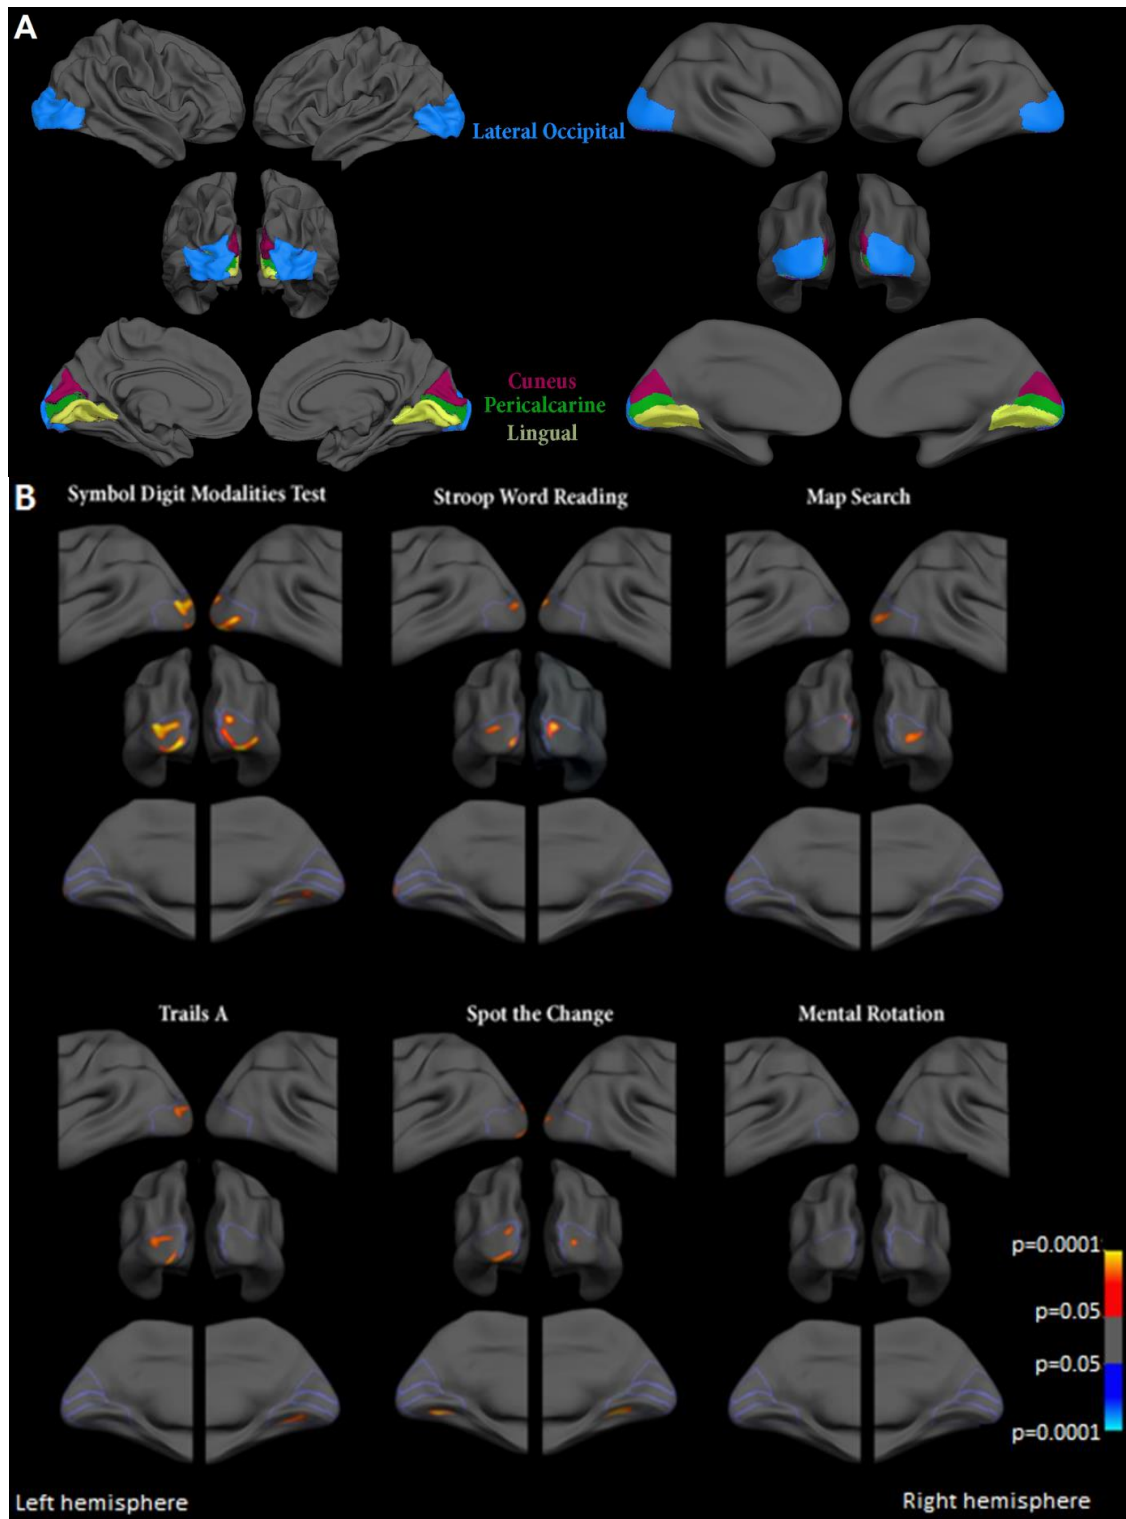 A
Lateral Occipital
Cuneus
Pericalcarine
Lingual
B
Symbol Digit Modalities Test
Stroop Word Reading
Map Search
Trails A
Spot the Change
Mental Rotation
p=0.0001
p=0.05
p=0.05
p=0.0001
Left hemisphere
Right hemisphere